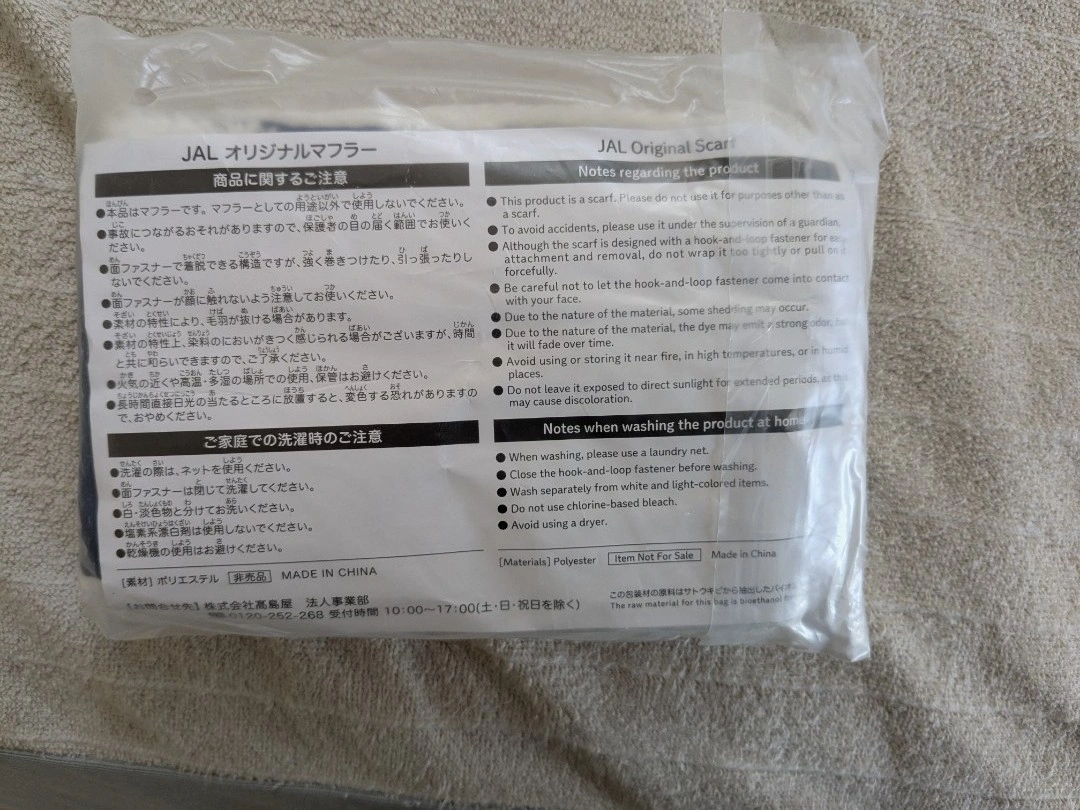 JAL オリジナルマフラー
商品に関するご注意
●本品はマフラーです。マフラーとしての用途以外で使用しないでください。
●事故につながるおそれがありますので、保護者の目の届く範囲でお使いく
ださい。
●面ファスナーで着脱できる構造ですが、強く巻きつけたり、引っ張ったりし
ないでください。
●面ファスナーが顔に触れないよう注意してお使いください。
●素材の特性により、毛羽が抜ける場合があります。
●素材の特性上、染料のにおいがきつく感じられる場合がございますが、時間
と共に和らいできますので、ご了承ください。
●火気の近くや高温・多湿の場所での使用、保管はお避けください。
●長時間直接日光の当たるところに放置すると、変色する恐れがありますの
で、おやめください。
ご家庭での洗濯時のご注意
●洗濯の際は、ネットを使用ください。
●面ファスナーは閉じて洗濯してください。
●白・淡色物と分けてお洗いください。
●塩素系漂白剤は使用しないでください。
●乾燥機の使用はお避けください。
[素材] ポリエステル 非売品 MADE IN CHINA
[お問合せ先] 株式会社髙島屋 法人事業部
0120-252-268 受付時間 10:00〜17:00(土・日・祝日を除く)
JAL Original Scarf
Notes regarding the product
● This product is a scarf. Please do not use it for purposes other than as
a scarf.
● To avoid accidents, please use it under the supervision of a guardian.
● Although the scarf is designed with a hook-and-loop fastener for easy
attachment and removal, do not wrap it too tightly or pull on it
forcefully.
● Be careful not to let the hook-and-loop fastener come into contact
with your face.
● Due to the nature of the material, some shedding may occur.
● Due to the nature of the material, the dye may emit a strong odor, but
it will fade over time.
● Avoid using or storing it near fire, in high temperatures, or in humid
places.
● Do not leave it exposed to direct sunlight for extended periods, as this
may cause discoloration.
Notes when washing the product at home
● When washing, please use a laundry net.
● Close the hook-and-loop fastener before washing.
● Wash separately from white and light-colored items.
● Do not use chlorine-based bleach.
● Avoid using a dryer.
[Materials] Polyester Item Not For Sale Made in China
この包装材の原料はサトウキビから抽出したバイオ
The raw material for this bag is bioethanol